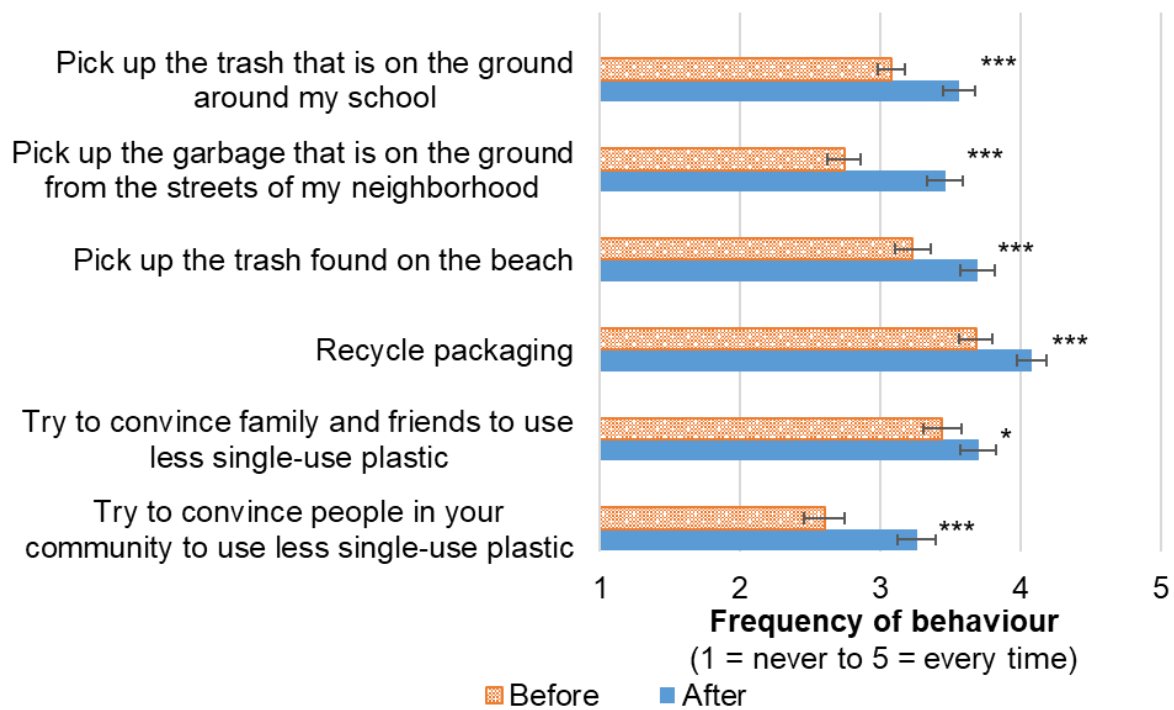 Pick up the trash that is on the ground
around my school
***
Pick up the garbage that is on the ground
from the streets of my neighborhood
***
Pick up the trash found on the beach
***
Recycle packaging
***
Try to convince family and friends to use
less single-use plastic
*
Try to convince people in your
community to use less single-use plastic
***
1 2 3 4 5
Frequency of behaviour
(1 = never to 5 = every time)
Before After